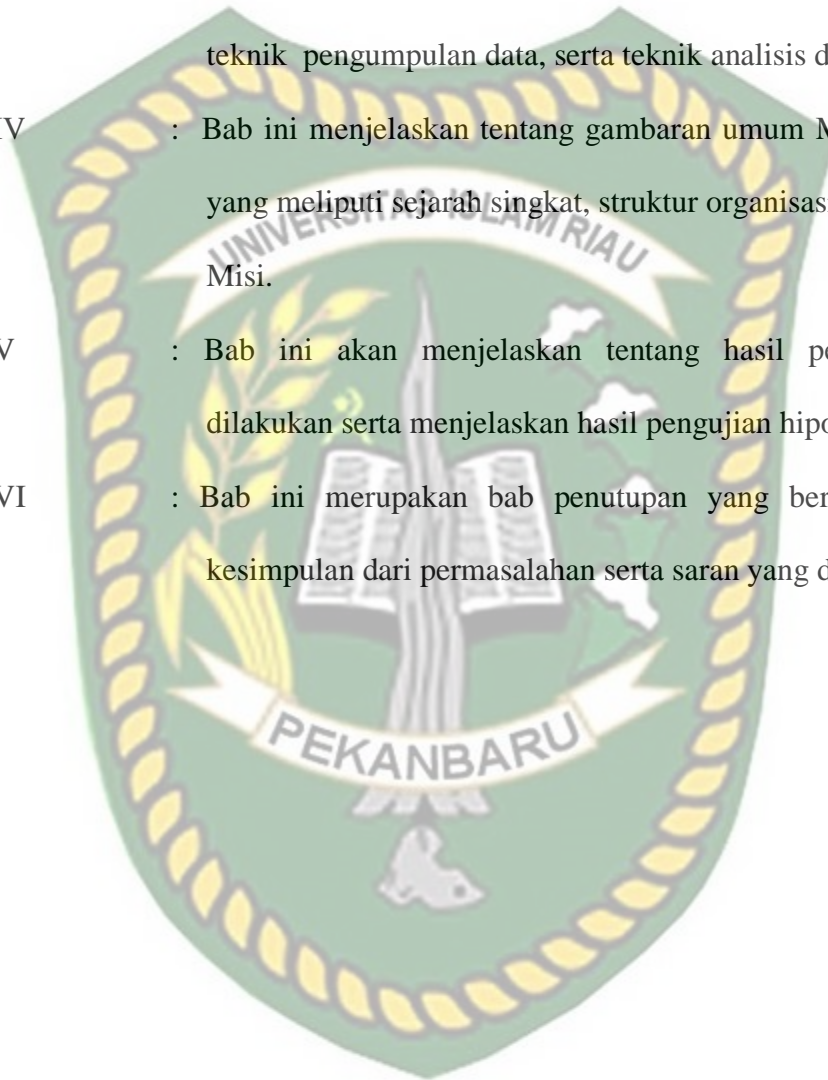 teknik pengumpulan data, serta teknik analisis d
IV : Bab ini menjelaskan tentang gambaran umum M
yang meliputi sejarah singkat, struktur organisas
Misi.
UNIVERSITAS ISLAM RIAU
V : Bab ini akan menjelaskan tentang hasil pe
dilakukan serta menjelaskan hasil pengujian hipo
VI : Bab ini merupakan bab penutupan yang ber
kesimpulan dari permasalahan serta saran yang d
PEKANBARU